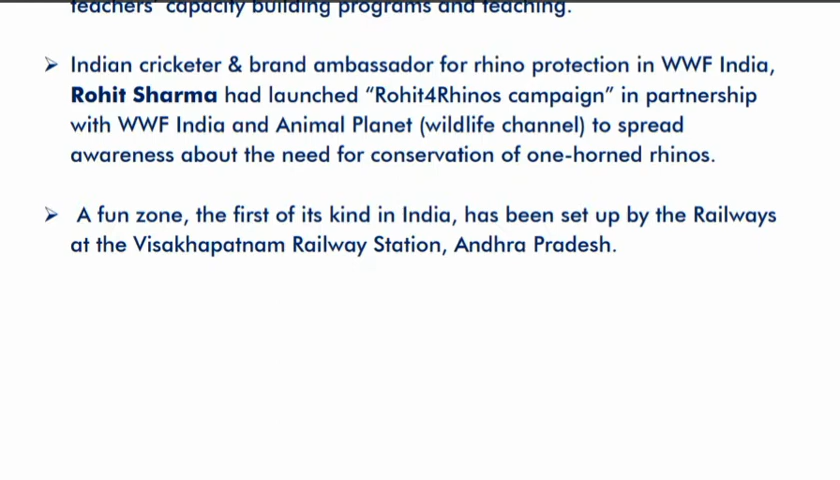 teachers' capacity building programs and teaching.
➢ Indian cricketer & brand ambassador for rhino protection in WWF India,
Rohit Sharma had launched “Rohit4Rhinos campaign” in partnership
with WWF India and Animal Planet (wildlife channel) to spread
awareness about the need for conservation of one-horned rhinos.
➢ A fun zone, the first of its kind in India, has been set up by the Railways
at the Visakhapatnam Railway Station, Andhra Pradesh.